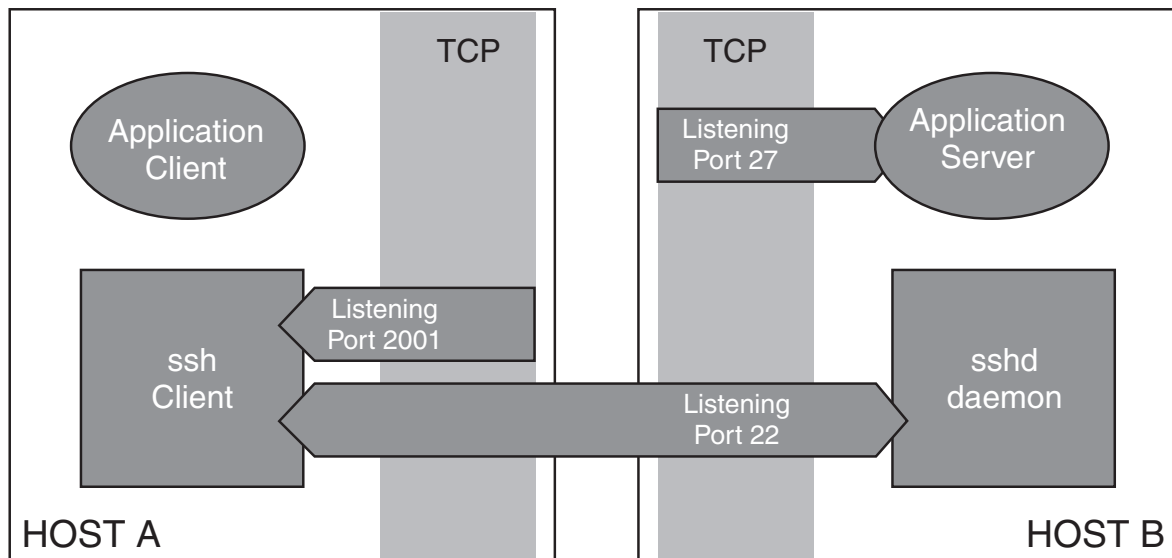 TCP
TCP
Application
Client
Listening
Port 27
Application
Server
Listening
Port 2001
ssh
Client
Listening
Port 22
sshd
daemon
HOST A
HOST B